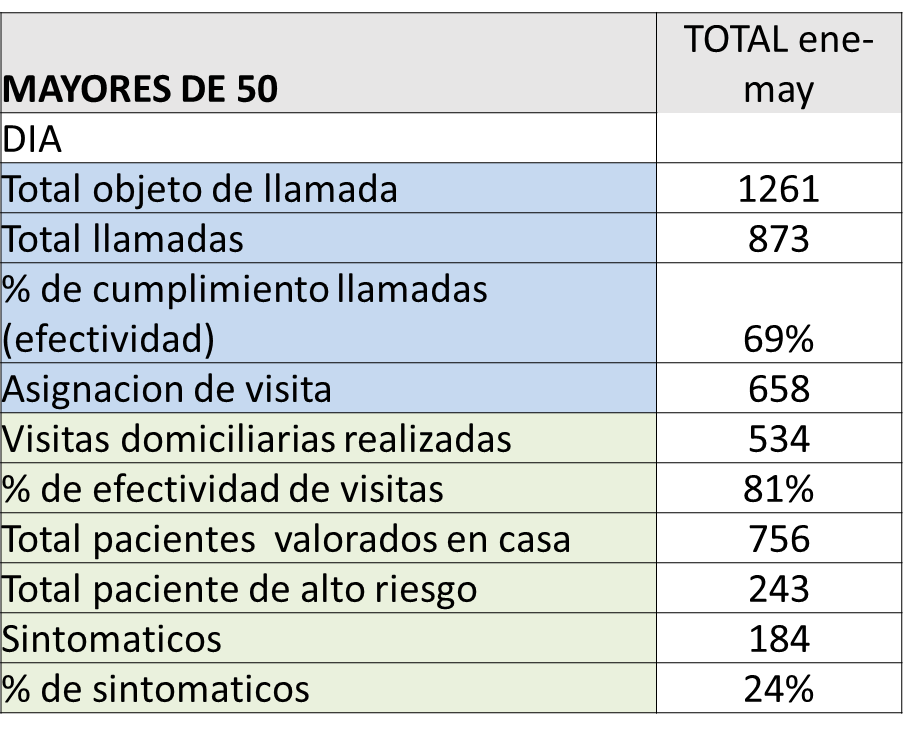 TOTAL ene-
may
MAYORES DE 50
DIA
Total objeto de llamada 1261
Total llamadas 873
% de cumplimiento llamadas
(efectividad) 69%
Asignacion de visita 658
Visitas domiciliarias realizadas 534
% de efectividad de visitas 81%
Total pacientes valorados en casa 756
Total paciente de alto riesgo 243
Sintomaticos 184
% de sintomaticos 24%